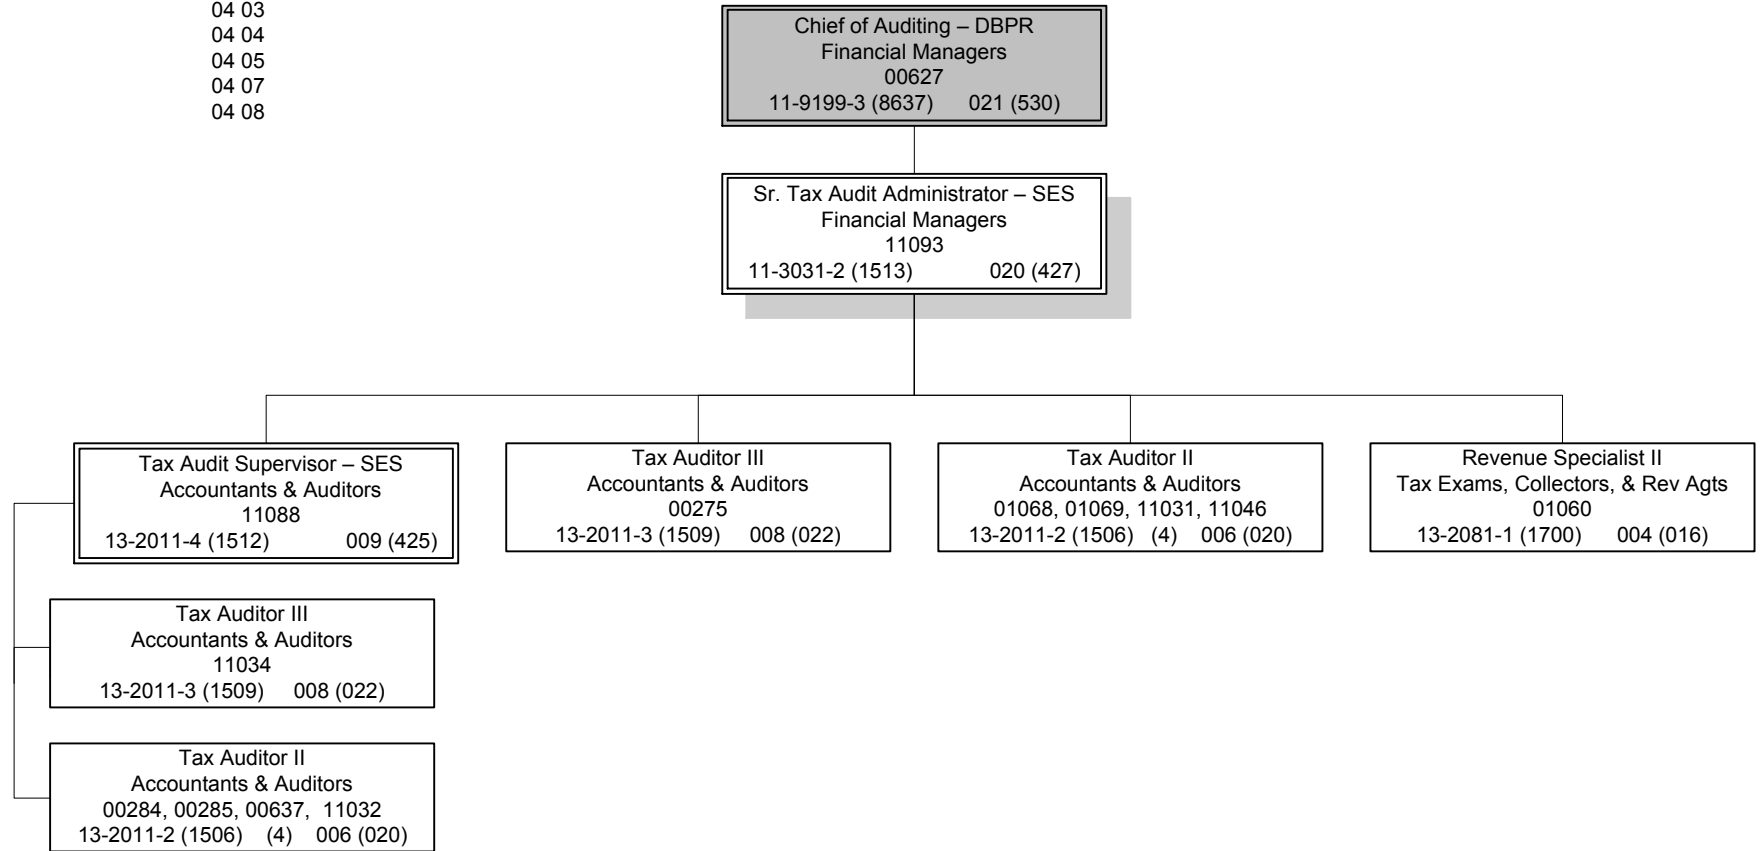 04 03
04 04
04 05
04 07
04 08
Chief of Auditing – DBPR
Financial Managers
00627
11-9199-3 (8637) 021 (530)
Sr. Tax Audit Administrator – SES
Financial Managers
11093
11-3031-2 (1513) 020 (427)
Tax Audit Supervisor – SES
Accountants & Auditors
11088
13-2011-4 (1512) 009 (425)
Tax Auditor III
Accountants & Auditors
00275
13-2011-3 (1509) 008 (022)
Tax Auditor II
Accountants & Auditors
01068, 01069, 11031, 11046
13-2011-2 (1506) (4) 006 (020)
Revenue Specialist II
Tax Exams, Collectors, & Rev Agts
01060
13-2081-1 (1700) 004 (016)
Tax Auditor III
Accountants & Auditors
11034
13-2011-3 (1509) 008 (022)
Tax Auditor II
Accountants & Auditors
00284, 00285, 00637, 11032
13-2011-2 (1506) (4) 006 (020)